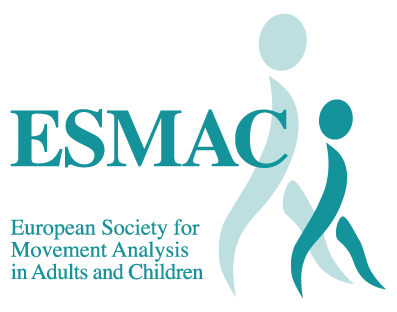 ESMAC
European Society for
Movement Analysis
in Adults and Children